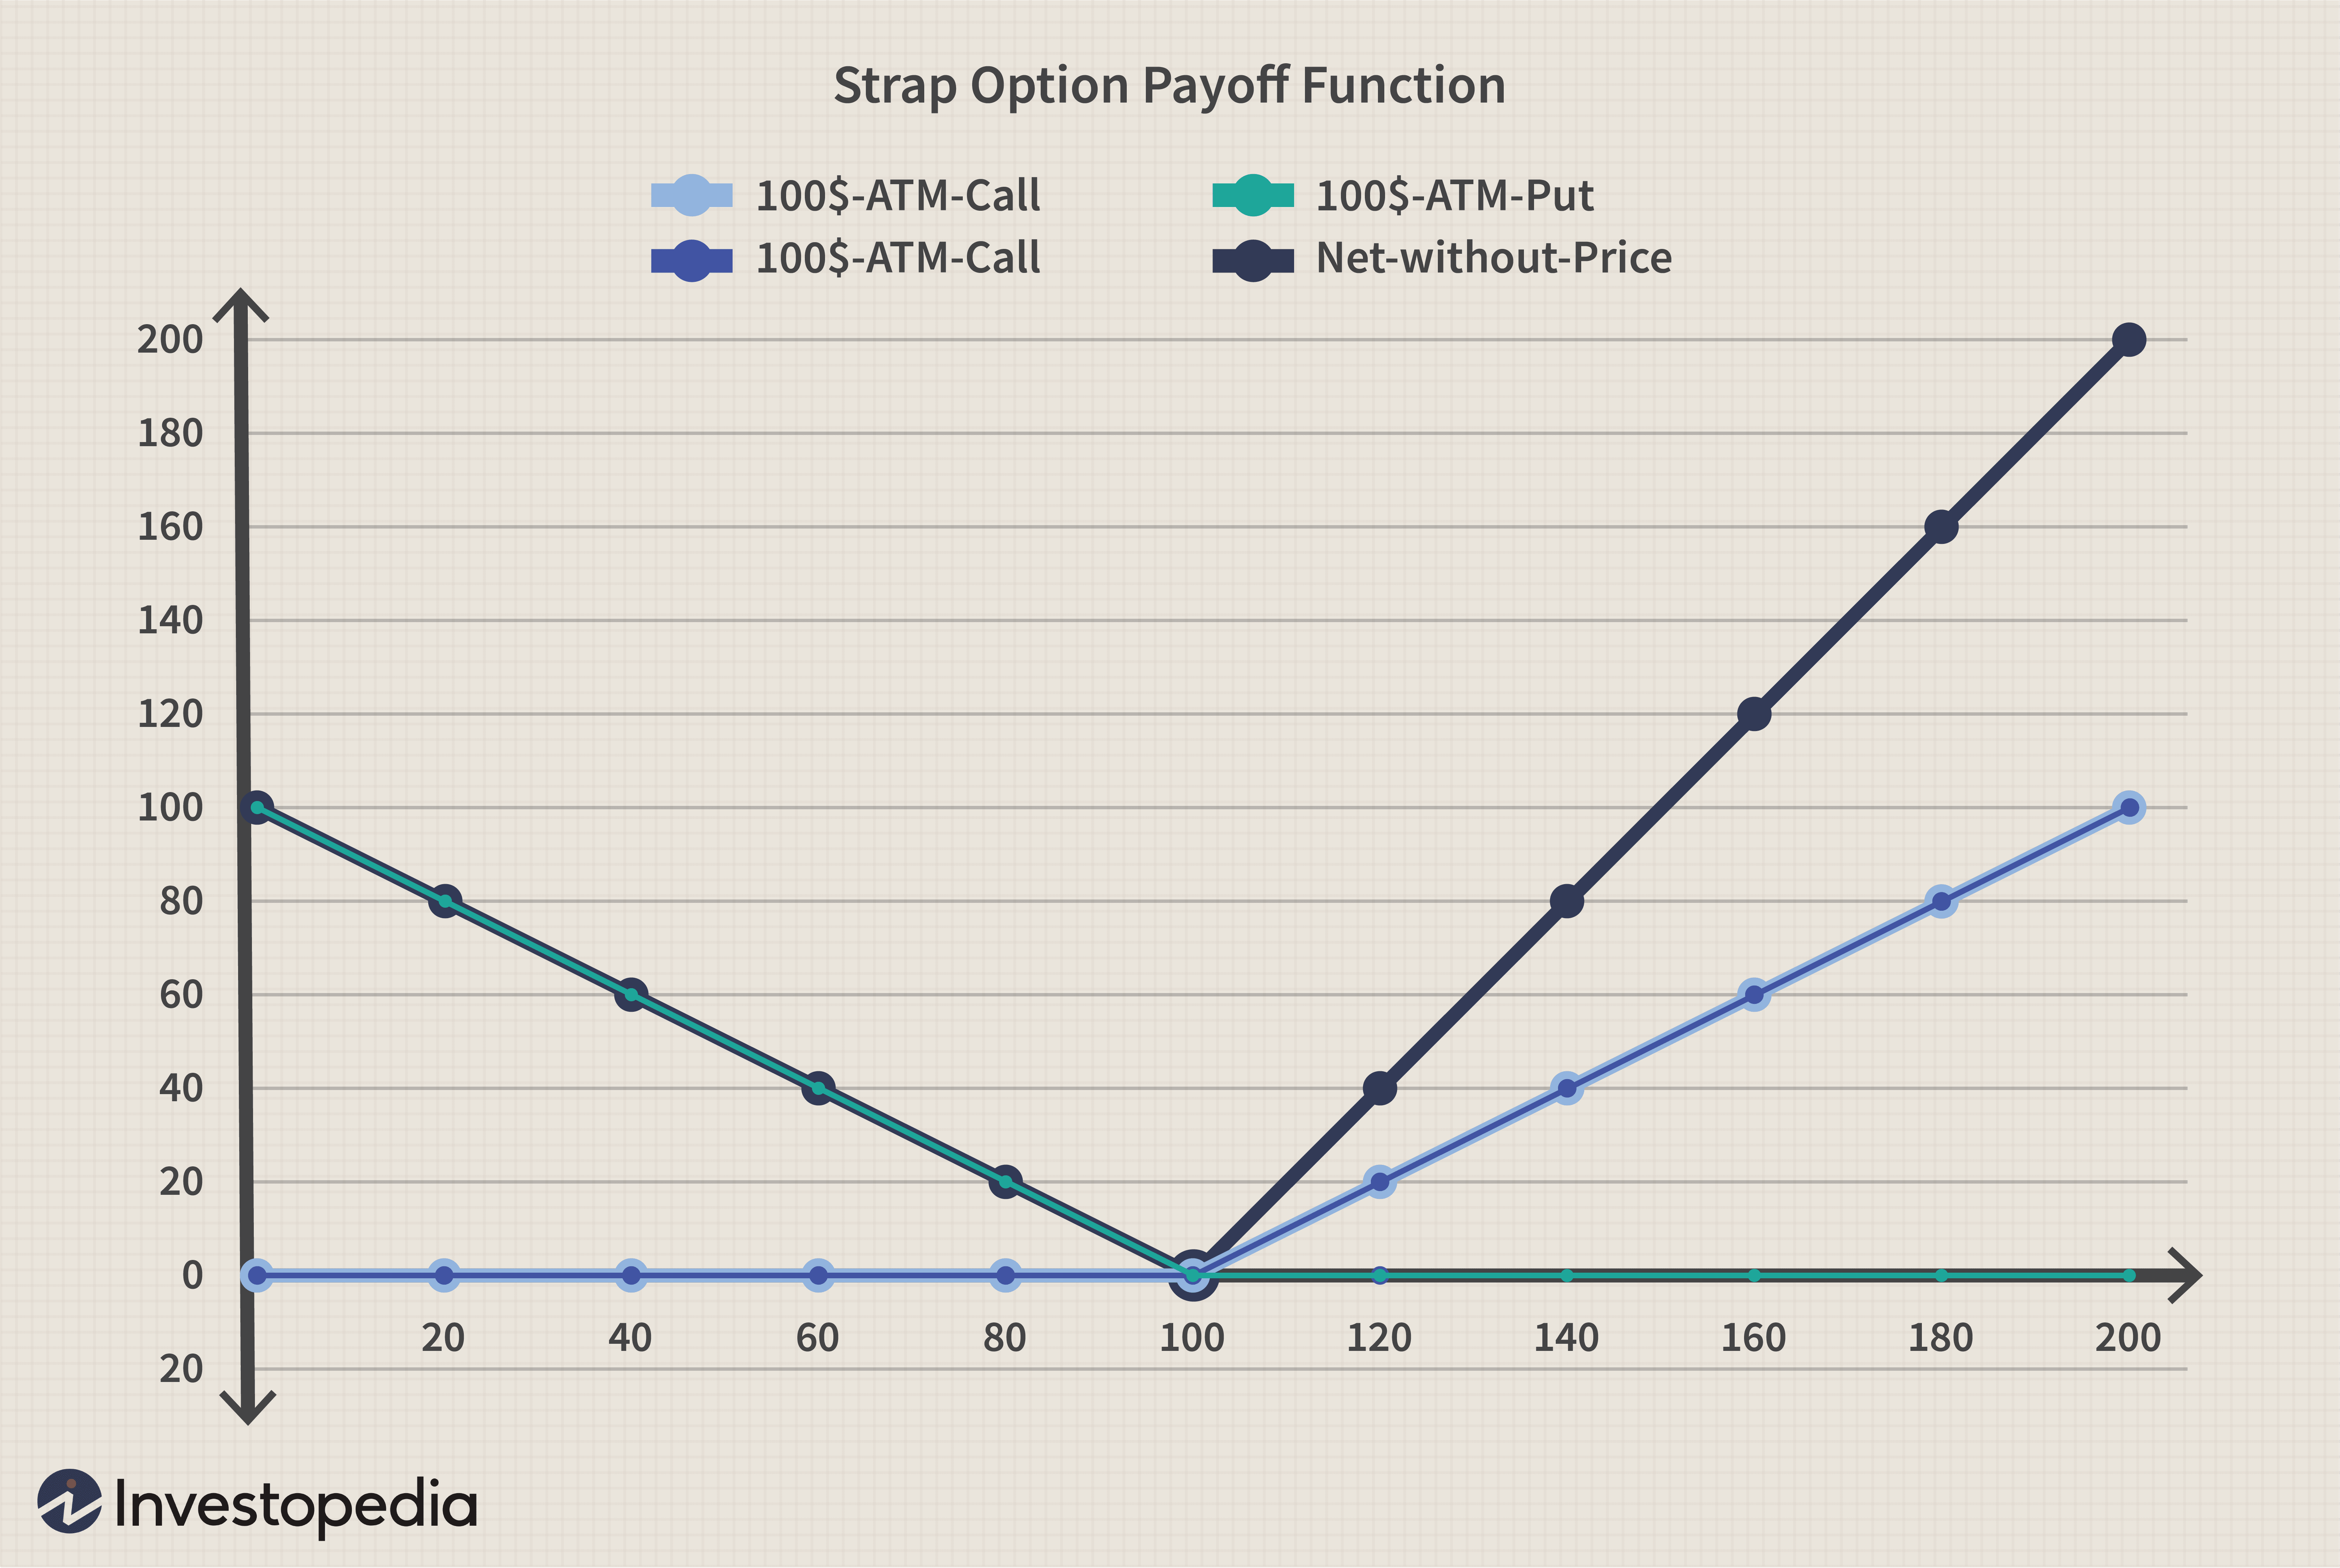 Strap Option Payoff Function
100$-ATM-Call 100$-ATM-Put
100$-ATM-Call Net-without-Price
200
180
160
140
120
100
80
60
40
20
0
20 40 60 80 100 120 140 160 180 200
20
Investopedia